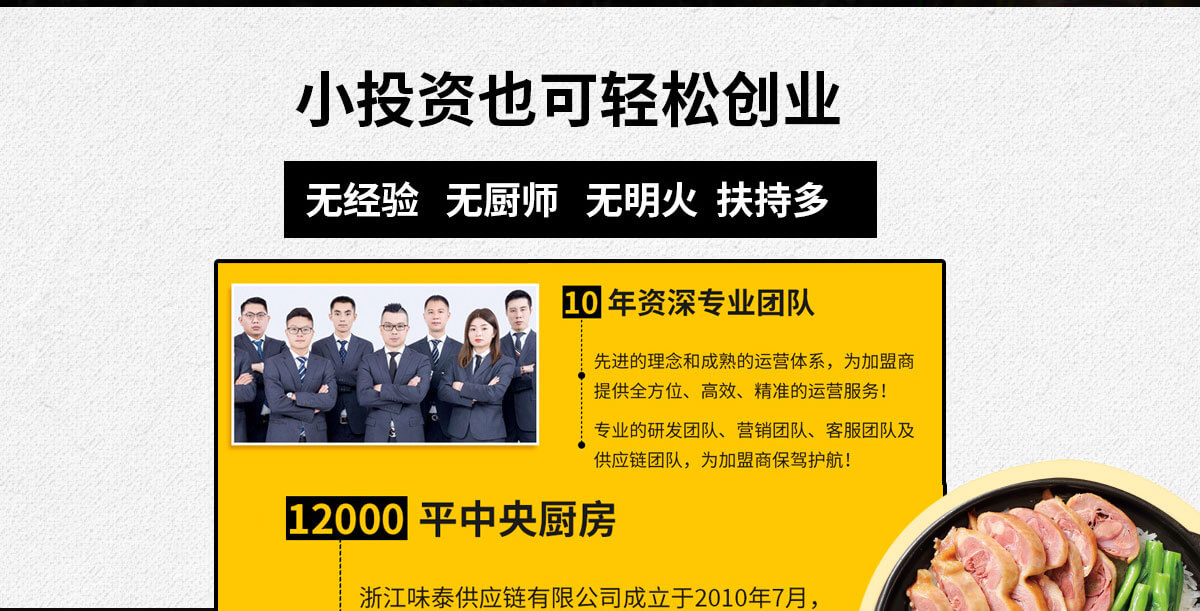 小投资也可轻松创业
无经验 无厨师 无明火 扶持多
10年资深专业团队
先进的理念和成熟的运营体系，为加盟商
提供全方位、高效、精准的运营服务！
专业的研发团队、营销团队、客服团队及
供应链团队，为加盟商保驾护航！
12000 平中央厨房
浙江味泰供应链有限公司成立于2010年7月，